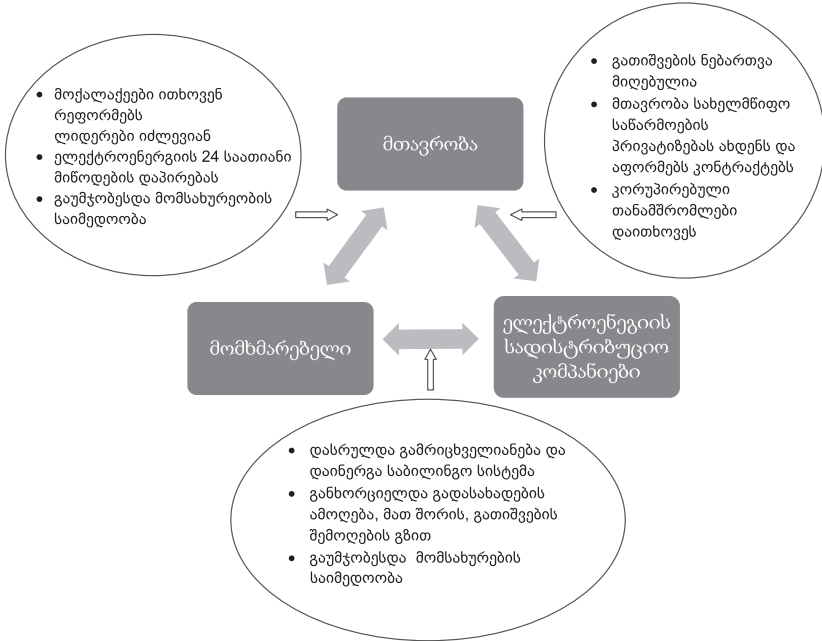 • მოქალაქეები ითხოვენ
რეფორმებს
ლიდერები იძლევიან
• ელექტროენერგიის 24 საათიანი
მიწოდების დაპირებას
• გაუმჯობესდა მომსახურეობის
საიმედოობა
მთავრობა
• გათიშვების ნებართვა
მიღებულია
• მთავრობა სახელმწიფო
საწარმოების
პრივატიზებას ახდენს და
აფორმებს კონტრაქტებს
• კორუპირებული
თანამშრომლები
დაითხოვეს
მომხმარებელი
ელექტროენეგიის
სადისტრიბუციო
კომპანიები
• დასრულდა გამრიცხველიანება და
დაინერგა საბილინგო სისტემა
• განხორციელდა გადასახადების
ამოღება, მათ შორის, გათიშვების
შემოღების გზით
• გაუმჯობესდა მომსახურების
საიმედოობა